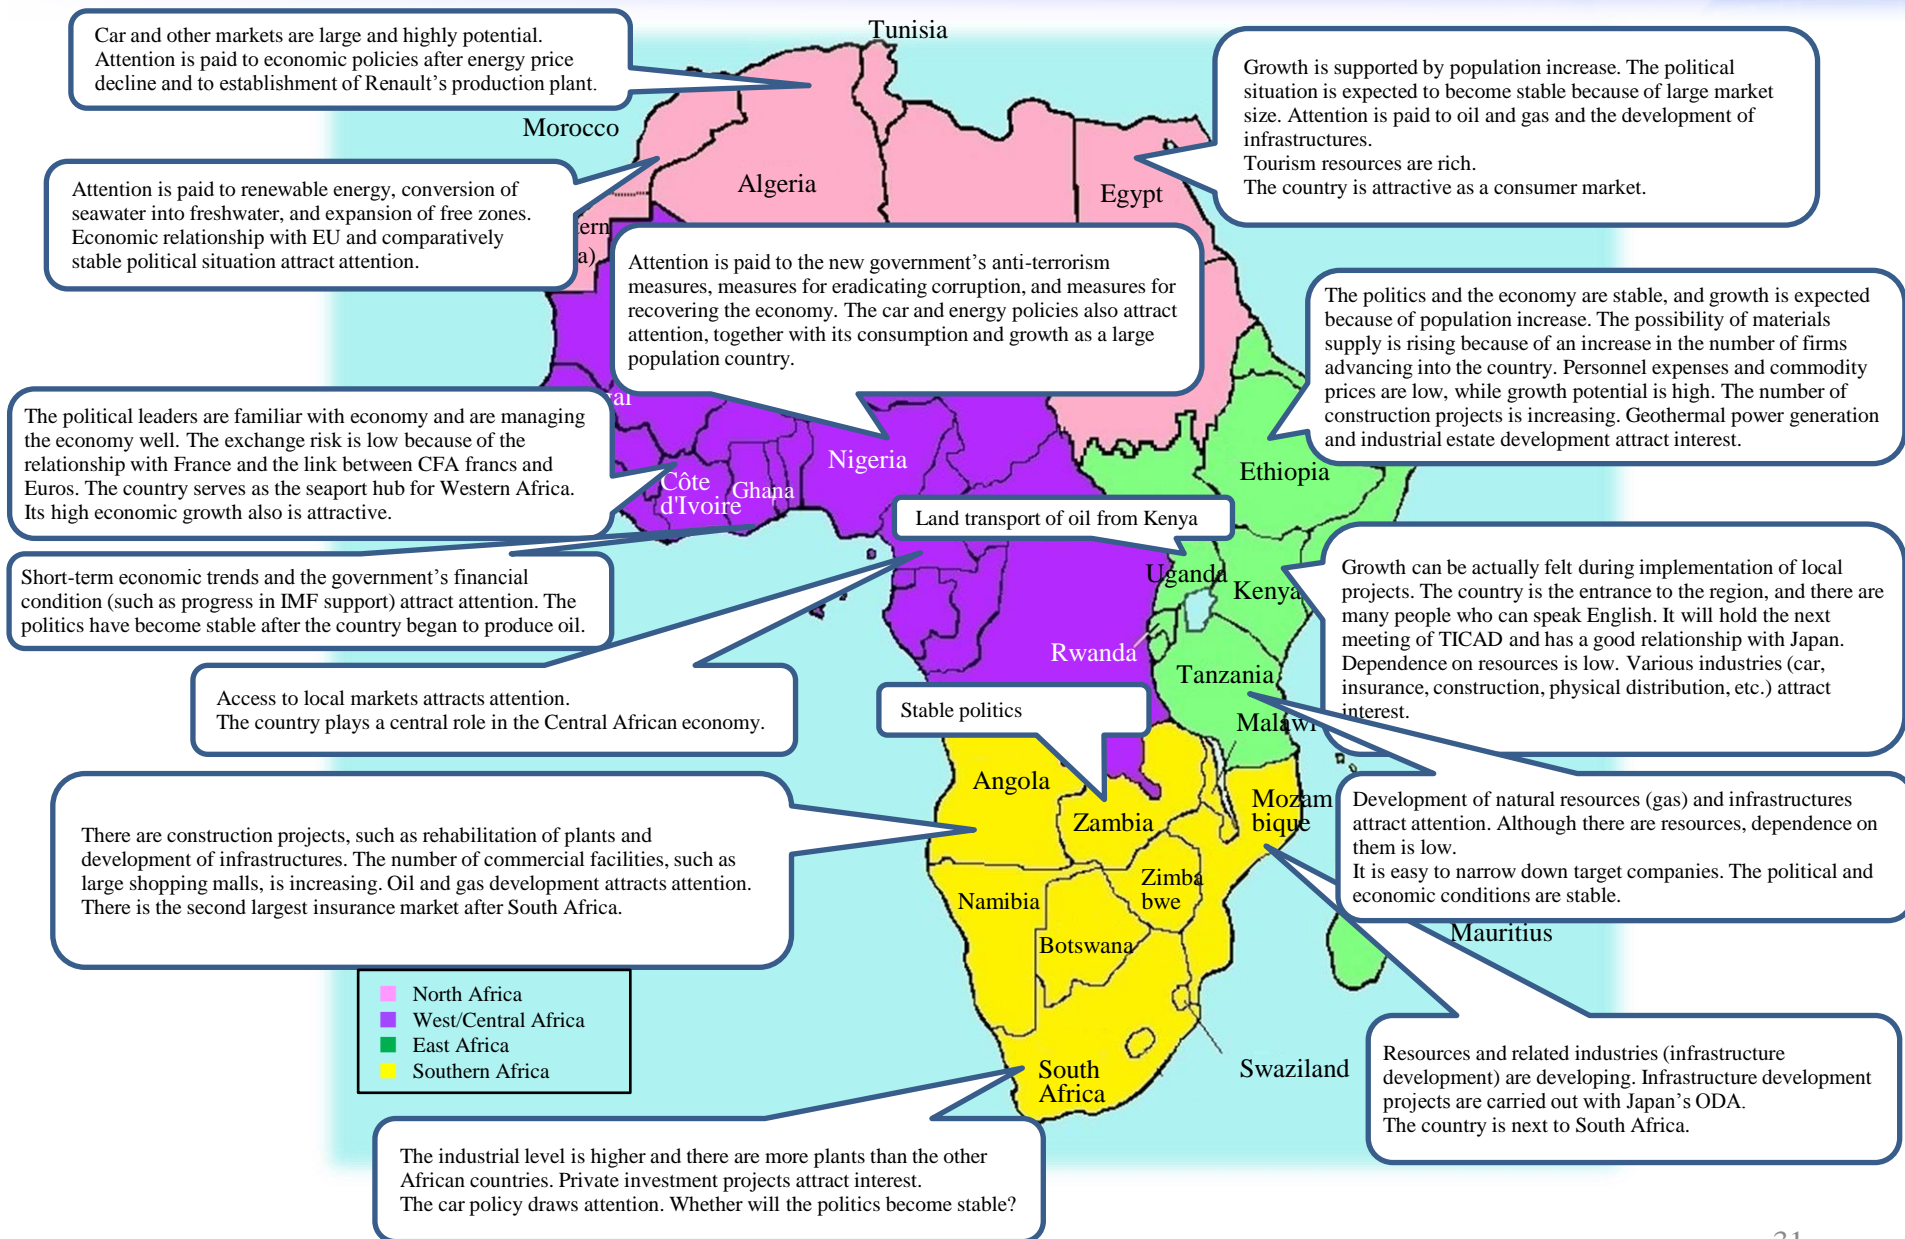 Car and other markets are large and highly potential.
Attention is paid to economic policies after energy price
decline and to establishment of Renault’s production plant.
Tunisia
Growth is supported by population increase. The political
situation is expected to become stable because of large market
size. Attention is paid to oil and gas and the development of
infrastructures.
Tourism resources are rich.
The country is attractive as a consumer market.
Morocco
Attention is paid to renewable energy, conversion of
seawater into freshwater, and expansion of free zones.
Economic relationship with EU and comparatively
stable political situation attract attention.
Algeria
Egypt
ern
a)
Attention is paid to the new government’s anti-terrorism
measures, measures for eradicating corruption, and measures for
recovering the economy. The car and energy policies also attract
attention, together with its consumption and growth as a large
population country.
The politics and the economy are stable, and growth is expected
because of population increase. The possibility of materials
supply is rising because of an increase in the number of firms
advancing into the country. Personnel expenses and commodity
prices are low, while growth potential is high. The number of
construction projects is increasing. Geothermal power generation
and industrial estate development attract interest.
The political leaders are familiar with economy and are managing
the economy well. The exchange risk is low because of the
relationship with France and the link between CFA francs and
Euros. The country serves as the seaport hub for Western Africa.
Its high economic growth also is attractive.
Nigeria
Ethiopia
Côte
d'Ivoire
Ghana
Land transport of oil from Kenya
Short-term economic trends and the government’s financial
condition (such as progress in IMF support) attract attention. The
politics have become stable after the country began to produce oil.
Uganda
Kenya
Growth can be actually felt during implementation of local
projects. The country is the entrance to the region, and there are
many people who can speak English. It will hold the next
meeting of TICAD and has a good relationship with Japan.
Dependence on resources is low. Various industries (car,
insurance, construction, physical distribution, etc.) attract
interest.
Rwanda
Tanzania
Access to local markets attracts attention.
The country plays a central role in the Central African economy.
Stable politics
Malawi
Angola
Zambia
Mozam
bique
Development of natural resources (gas) and infrastructures
attract attention. Although there are resources, dependence on
them is low.
It is easy to narrow down target companies. The political and
economic conditions are stable.
There are construction projects, such as rehabilitation of plants and
development of infrastructures. The number of commercial facilities, such as
large shopping malls, is increasing. Oil and gas development attracts attention.
There is the second largest insurance market after South Africa.
Namibia
Zimba
bwe
Botswana
Mauritius
North Africa
West/Central Africa
East Africa
Southern Africa
South
Africa
Swaziland
Resources and related industries (infrastructure
development) are developing. Infrastructure development
projects are carried out with Japan’s ODA.
The country is next to South Africa.
The industrial level is higher and there are more plants than the other
African countries. Private investment projects attract interest.
The car policy draws attention. Whether will the politics become stable?